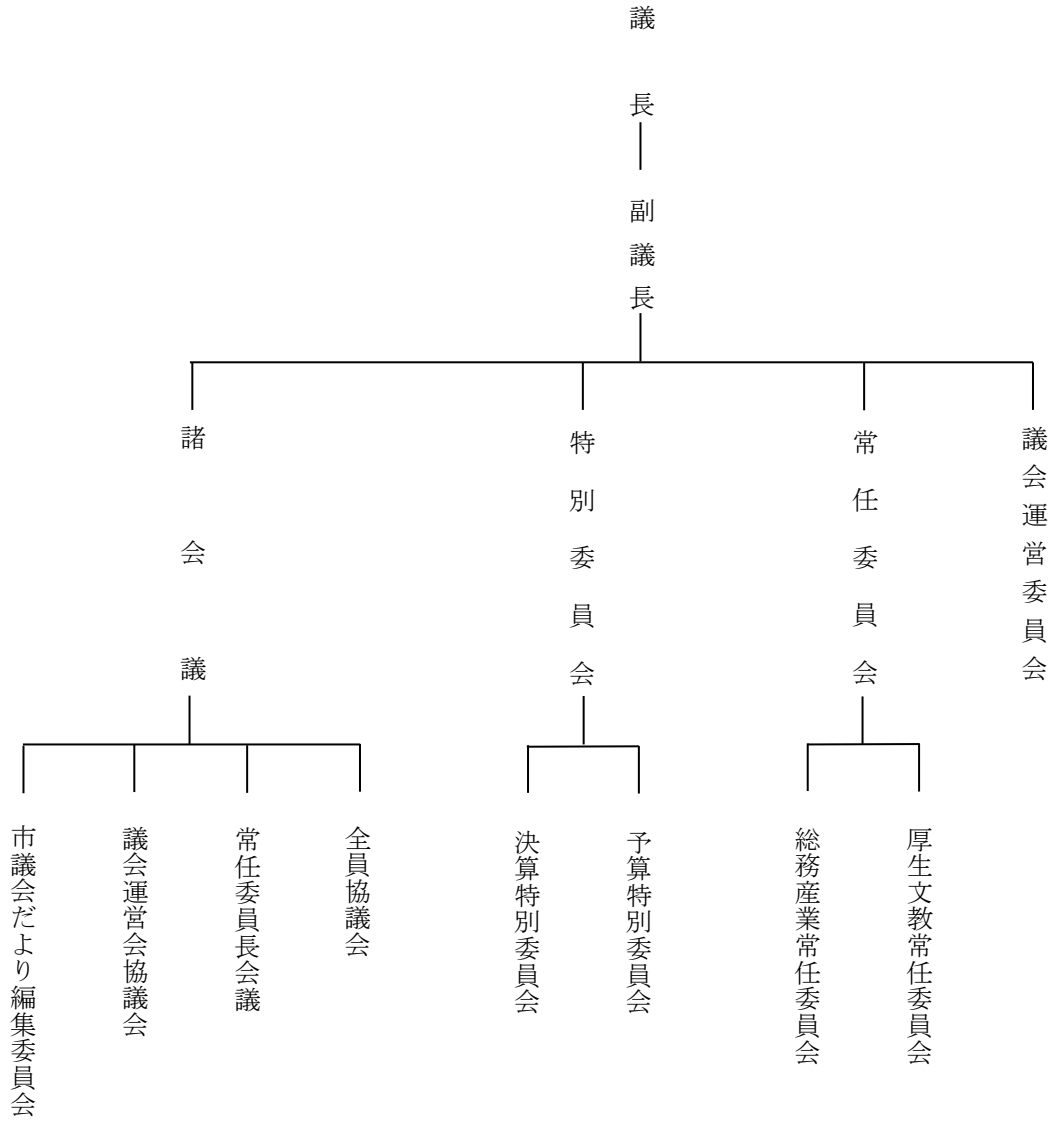 議長
副議長
議会運営委員会
常任委員会
特別委員会
諸会議
厚生文教常任委員会
総務産業常任委員会
予算特別委員会
決算特別委員会
全員協議会
常任委員長会議
議会運営会協議会
市議会だより編集委員会